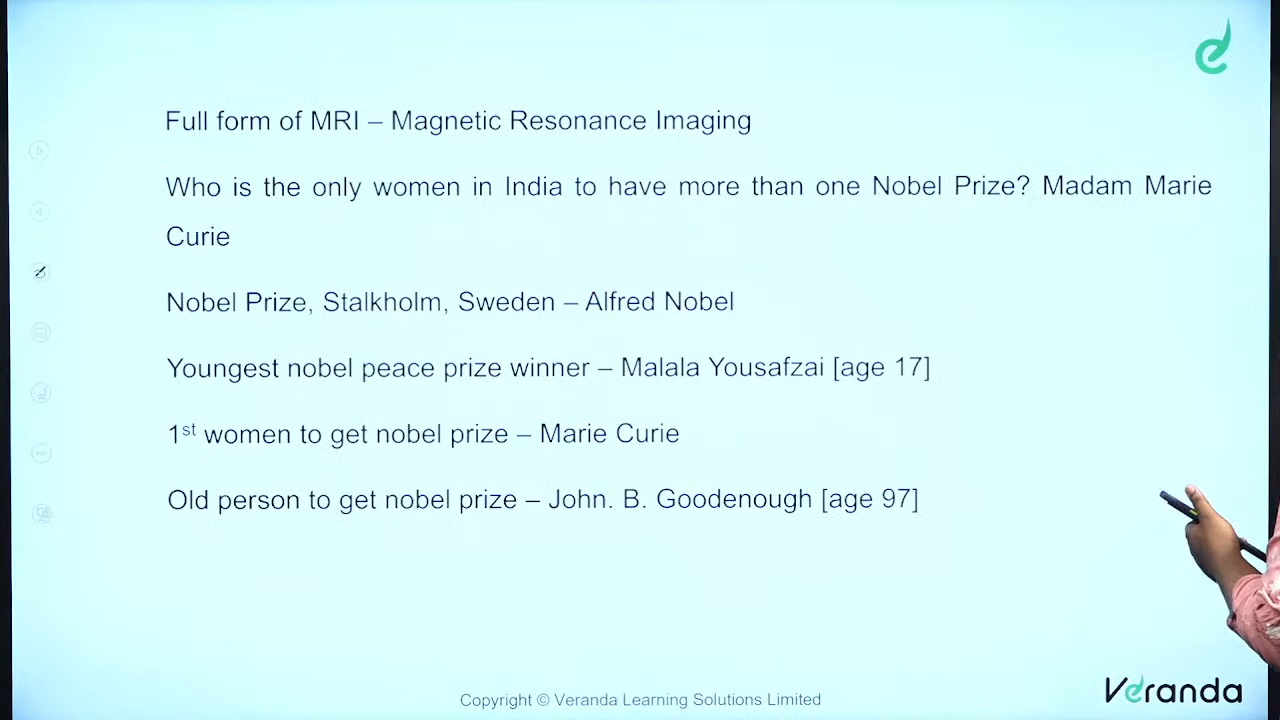 Full form of MRI – Magnetic Resonance Imaging
Who is the only women in India to have more than one Nobel Prize? Madam Marie
Curie
Nobel Prize, Stalkholm, Sweden – Alfred Nobel
Youngest nobel peace prize winner – Malala Yousafzai [age 17]
1st women to get nobel prize – Marie Curie
Old person to get nobel prize – John. B. Goodenough [age 97]
Copyright © Veranda Learning Solutions Limited
Veranda